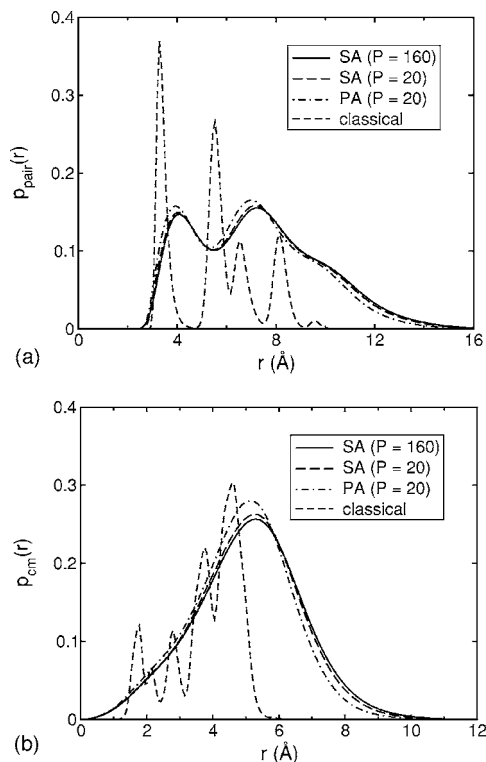 0.4
0.3
0.2
0.1
0
p_pair(r)
SA (P = 160)
SA (P = 20)
PA (P = 20)
classical
0 4 8 12 16
r (Å)
(a)
0.4
0.3
0.2
0.1
0
p_cm(r)
SA (P = 160)
SA (P = 20)
PA (P = 20)
classical
0 2 4 6 8 10 12
r (Å)
(b)